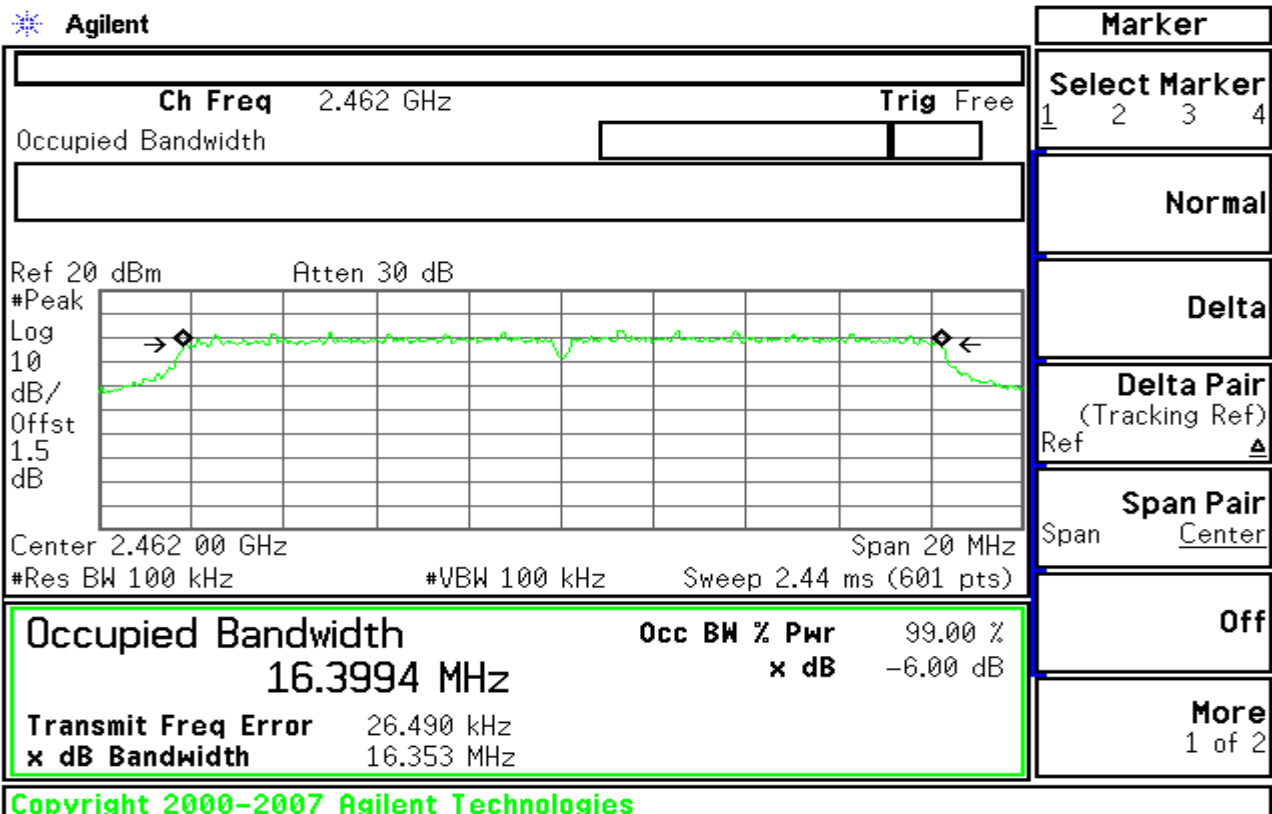 Agilent
Marker
Ch Freq 2.462 GHz Trig Free
Occupied Bandwidth
Select Marker
1 2 3 4
Normal
Ref 20 dBm Atten 30 dB
#Peak
Log
10
dB/
Offst
1.5
dB
Delta
Delta Pair
(Tracking Ref)
Ref Δ
Center 2.462 00 GHz Span 20 MHz
#Res BW 100 kHz #VBW 100 kHz Sweep 2.44 ms (601 pts)
Span Pair
Span Center
Occupied Bandwidth
16.3994 MHz
Occ BW % Pwr 99.00 %
x dB -6.00 dB
Transmit Freq Error 26.490 kHz
x dB Bandwidth 16.353 MHz
Off
More
1 of 2
Copyright 2000-2007 Agilent Technologies